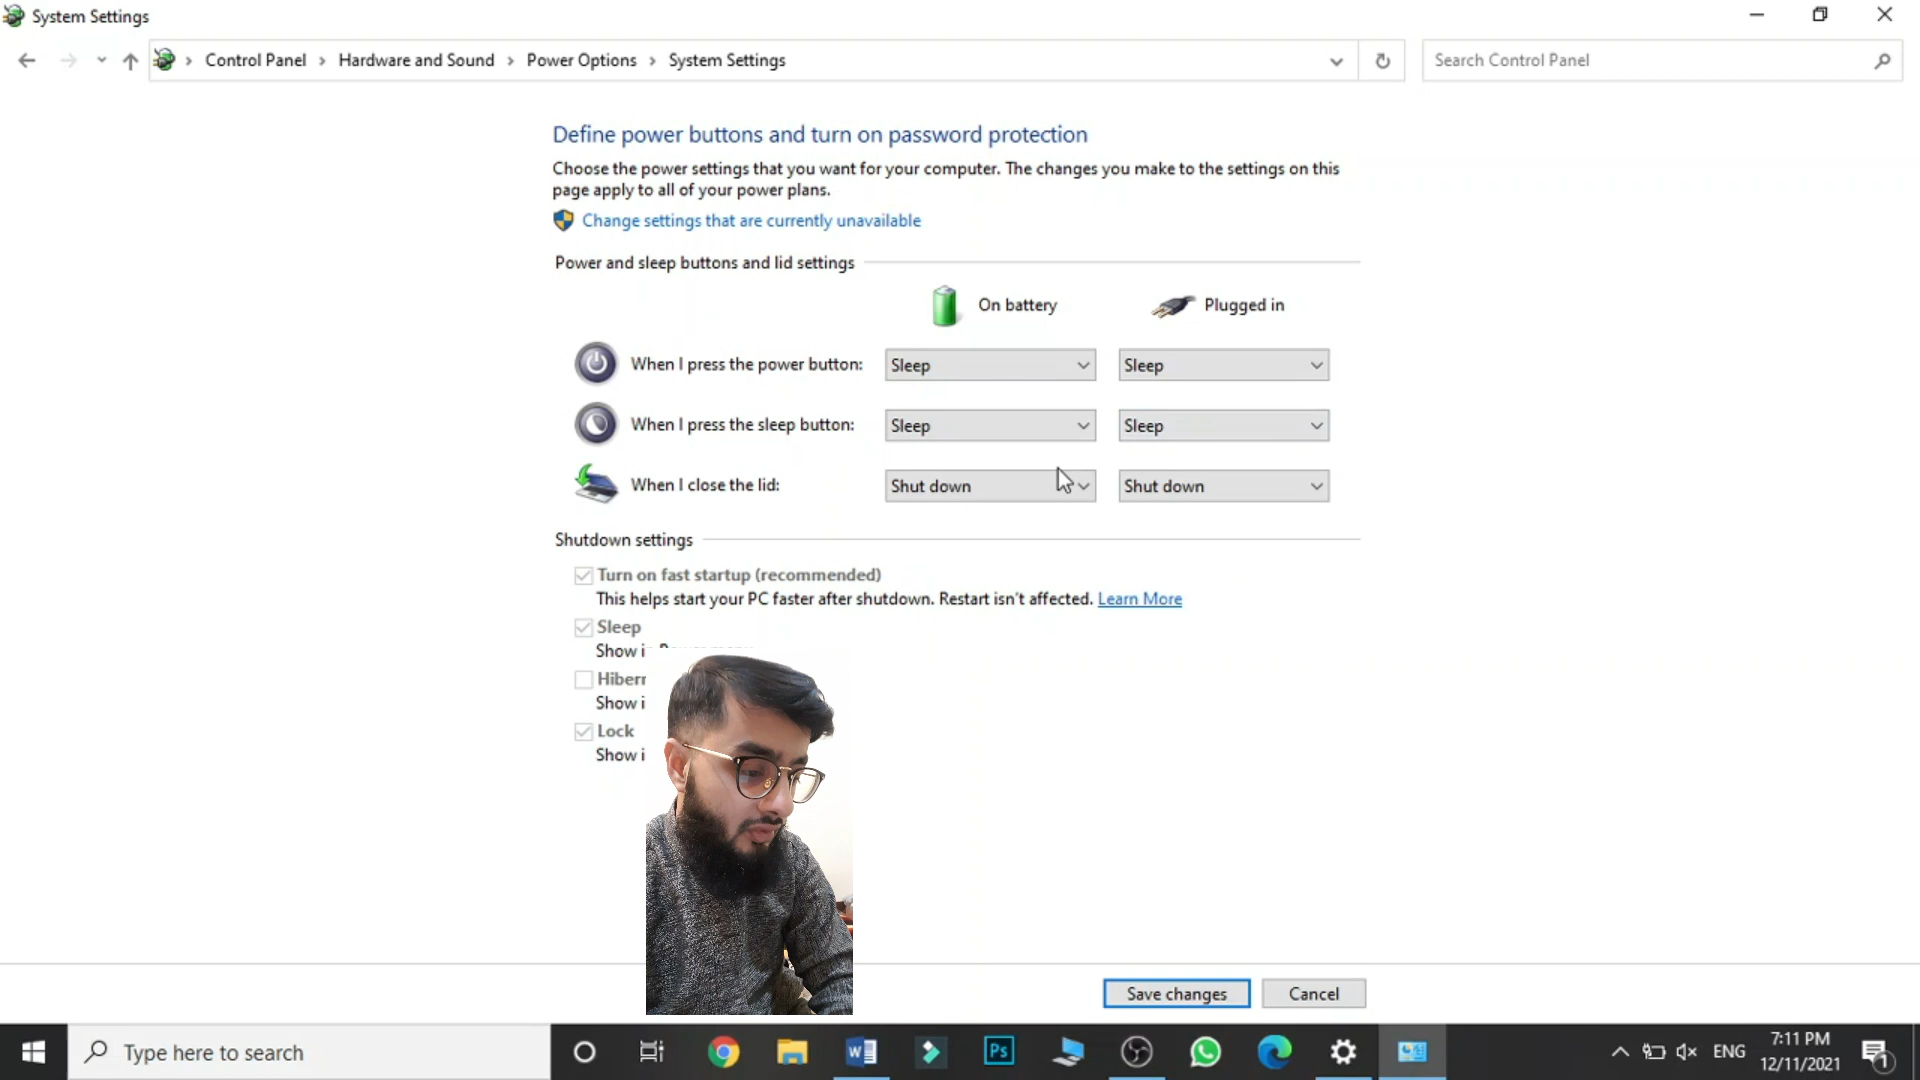 System Settings
Control Panel > Hardware and Sound > Power Options > System Settings
Search Control Panel
Define power buttons and turn on password protection
Choose the power settings that you want for your computer. The changes you make to the settings on this
page apply to all of your power plans.
Change settings that are currently unavailable
Power and sleep buttons and lid settings
On battery Plugged in
When I press the power button: Sleep Sleep
When I press the sleep button: Sleep Sleep
When I close the lid: Shut down Shut down
Shutdown settings
Turn on fast startup (recommended)
This helps start your PC faster after shutdown. Restart isn't affected. Learn More
Sleep
Show
Show
Lock
Show
Save changes Cancel
Type here to search
Ps
ENG
7:11 PM
12/11/2021
1